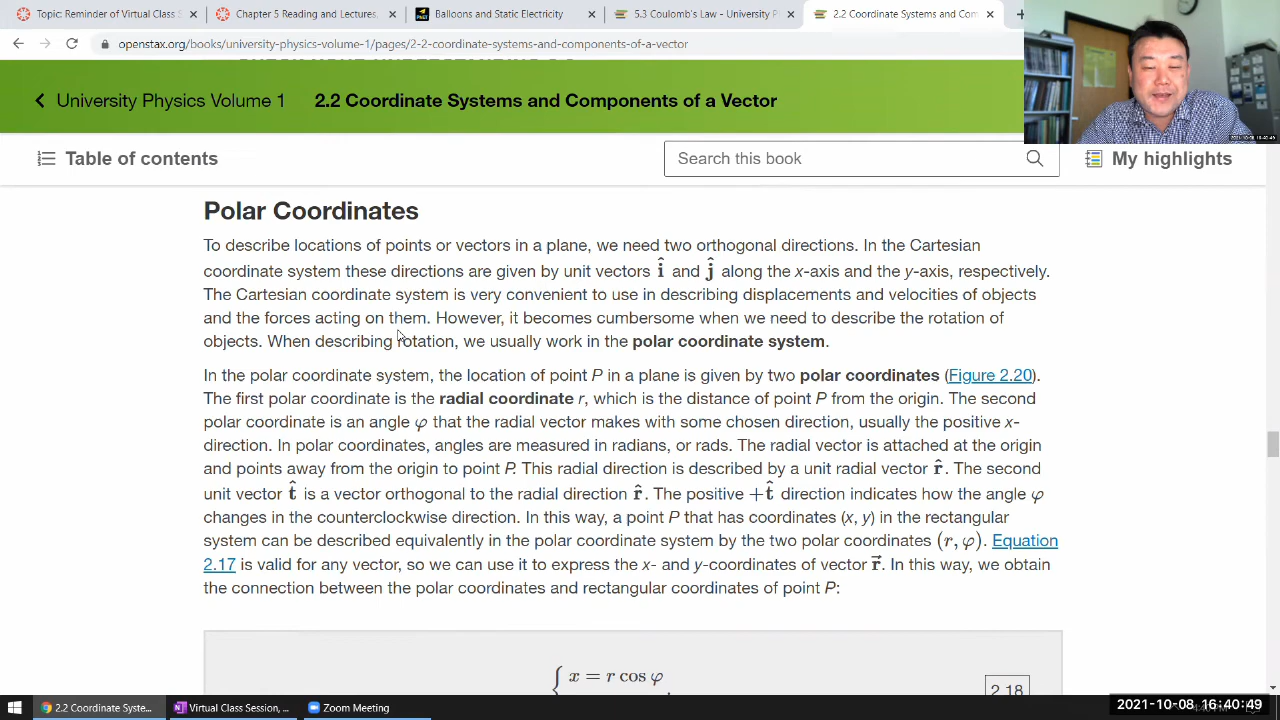 Topic: Reminder of Virtual Class S
Chapter 5 Reading and Lectures,
Balloons and Static Electricity
5.3 Coulomb's Law - University P
2.2 Coordinate Systems and Com
openstax.org/books/university-physics-volume-1/pages/2-2-coordinate-systems-and-components-of-a-vector
University Physics Volume 1
2.2 Coordinate Systems and Components of a Vector
2021-10-08 16:40:49
Table of contents
Search this book
My highlights
Polar Coordinates
To describe locations of points or vectors in a plane, we need two orthogonal directions. In the Cartesian
coordinate system these directions are given by unit vectors î and ĵ along the x-axis and the y-axis, respectively.
The Cartesian coordinate system is very convenient to use in describing displacements and velocities of objects
and the forces acting on them. However, it becomes cumbersome when we need to describe the rotation of
objects. When describing rotation, we usually work in the polar coordinate system.
In the polar coordinate system, the location of point P in a plane is given by two polar coordinates (Figure 2.20).
The first polar coordinate is the radial coordinate r, which is the distance of point P from the origin. The second
polar coordinate is an angle φ that the radial vector makes with some chosen direction, usually the positive x-
direction. In polar coordinates, angles are measured in radians, or rads. The radial vector is attached at the origin
and points away from the origin to point P. This radial direction is described by a unit radial vector r̂. The second
unit vector t̂ is a vector orthogonal to the radial direction r̂. The positive +t̂ direction indicates how the angle φ
changes in the counterclockwise direction. In this way, a point P that has coordinates (x, y) in the rectangular
system can be described equivalently in the polar coordinate system by the two polar coordinates (r, φ). Equation
2.17 is valid for any vector, so we can use it to express the x- and y-coordinates of vector r⃗. In this way, we obtain
the connection between the polar coordinates and rectangular coordinates of point P:
{ x = r cos φ
2.18
2.2 Coordinate Syste...
Virtual Class Session, ...
Zoom Meeting
2021-10-08 16:40:49